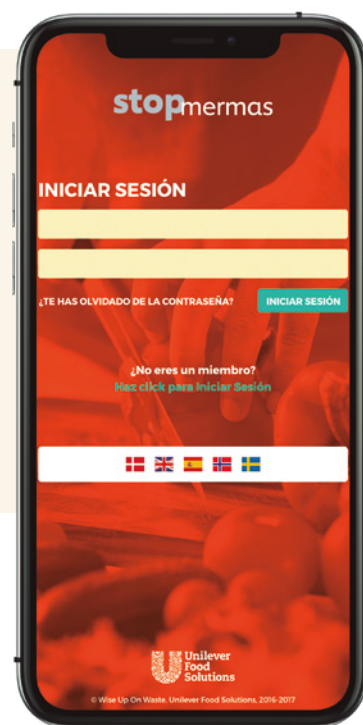 stopmermas
INICIAR SESIÓN
¿TE HAS OLVIDADO DE LA CONTRASEÑA? INICIAR SESIÓN
¿No eres un miembro?
Haz click para Iniciar Sesión
Unilever
Food
Solutions
© Wise Up On Waste. Unilever Food Solutions, 2016-2017